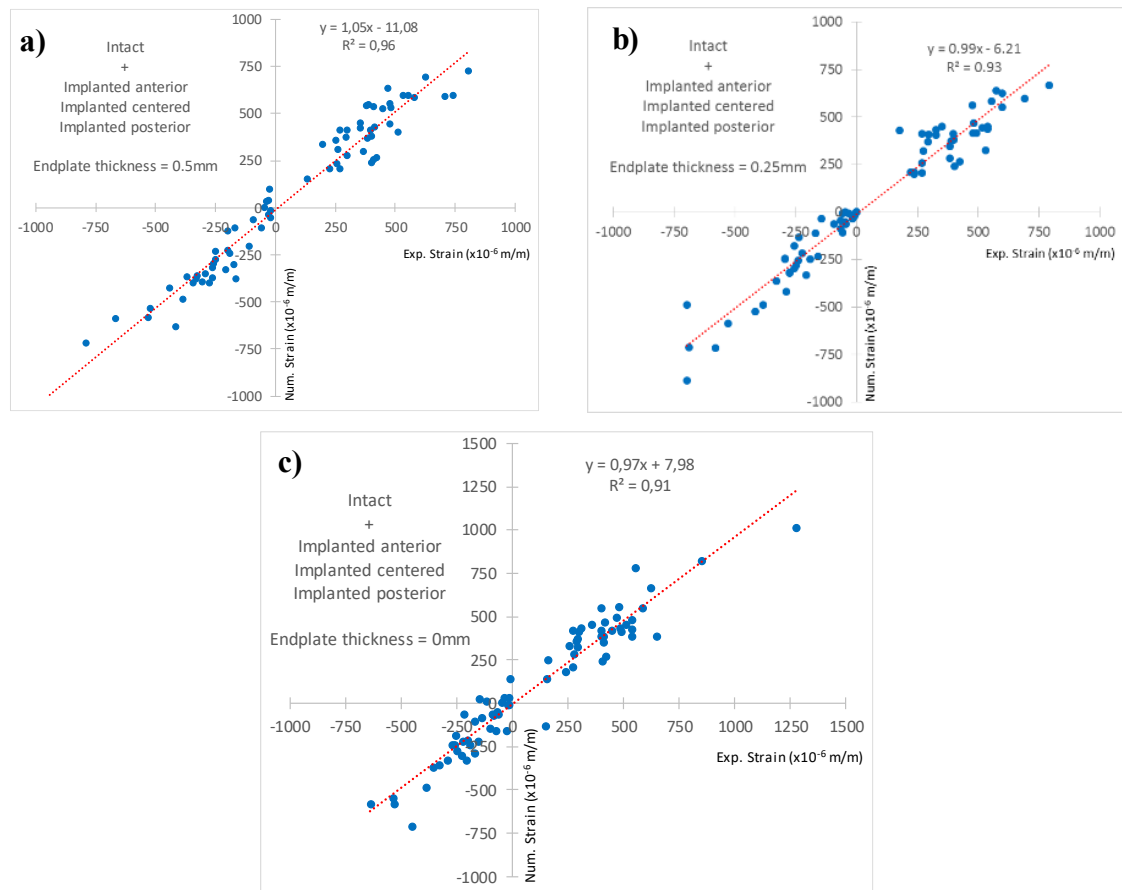 a)
Intact
+
Implanted anterior
Implanted centered
Implanted posterior
Endplate thickness = 0.5mm
y = 1,05x - 11,08
R² = 0,96
1000
750
500
250
0
-250
-500
-750
-1000
-1000
-750
-500
-250
0
250
500
750
1000
Exp. Strain (x10⁻⁶ m/m)
Num. Strain (x10⁻⁶ m/m)
b)
Intact
+
Implanted anterior
Implanted centered
Implanted posterior
Endplate thickness = 0.25mm
y = 0.99x - 6.21
R² = 0.93
1000
750
500
250
0
-250
-500
-750
-1000
-1000
-750
-500
-250
0
250
500
750
1000
Exp. Strain (x10⁻⁶ m/m)
Num. Strain (x10⁻⁶ m/m)
c)
Intact
+
Implanted anterior
Implanted centered
Implanted posterior
Endplate thickness = 0mm
y = 0,97x + 7,98
R² = 0,91
1500
1250
1000
750
500
250
0
-250
-500
-750
-1000
-1000
-750
-500
-250
0
250
500
750
1000
1250
1500
Exp. Strain (x10⁻⁶ m/m)
Num. Strain (x10⁻⁶ m/m)